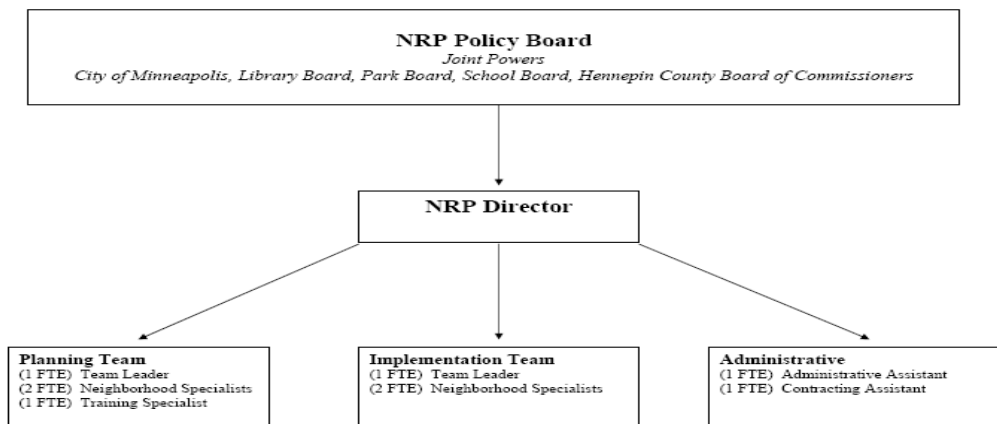 NRP Policy Board
Joint Powers
City of Minneapolis, Library Board, Park Board, School Board, Hennepin County Board of Commissioners
NRP Director
Planning Team
(1 FTE) Team Leader
(2 FTE) Neighborhood Specialists
(1 FTE) Training Specialist
Implementation Team
(1 FTE) Team Leader
(2 FTE) Neighborhood Specialists
Administrative
(1 FTE) Administrative Assistant
(1 FTE) Contracting Assistant